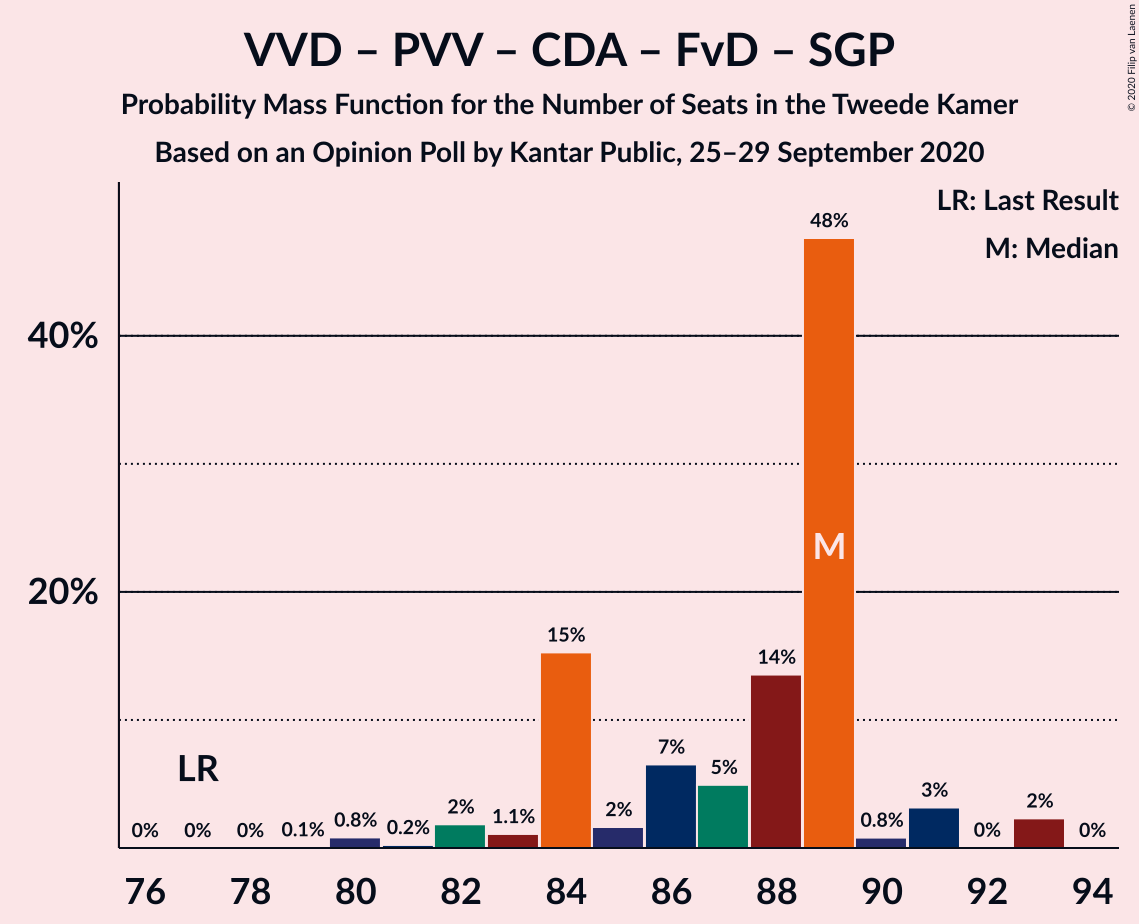 VVD – PVV – CDA – FvD – SGP
Probability Mass Function for the Number of Seats in the Tweede Kamer
Based on an Opinion Poll by Kantar Public, 25–29 September 2020
© 2020 Filip van Laenen
LR: Last Result
M: Median
40%
20%
48%
M
15%
14%
LR
7%
5%
3%
2%
2%
2%
1.1%
0.8%
0.8%
0.2%
0.1%
0% 0% 0% 0% 0%
76 78 80 82 84 86 88 90 92 94